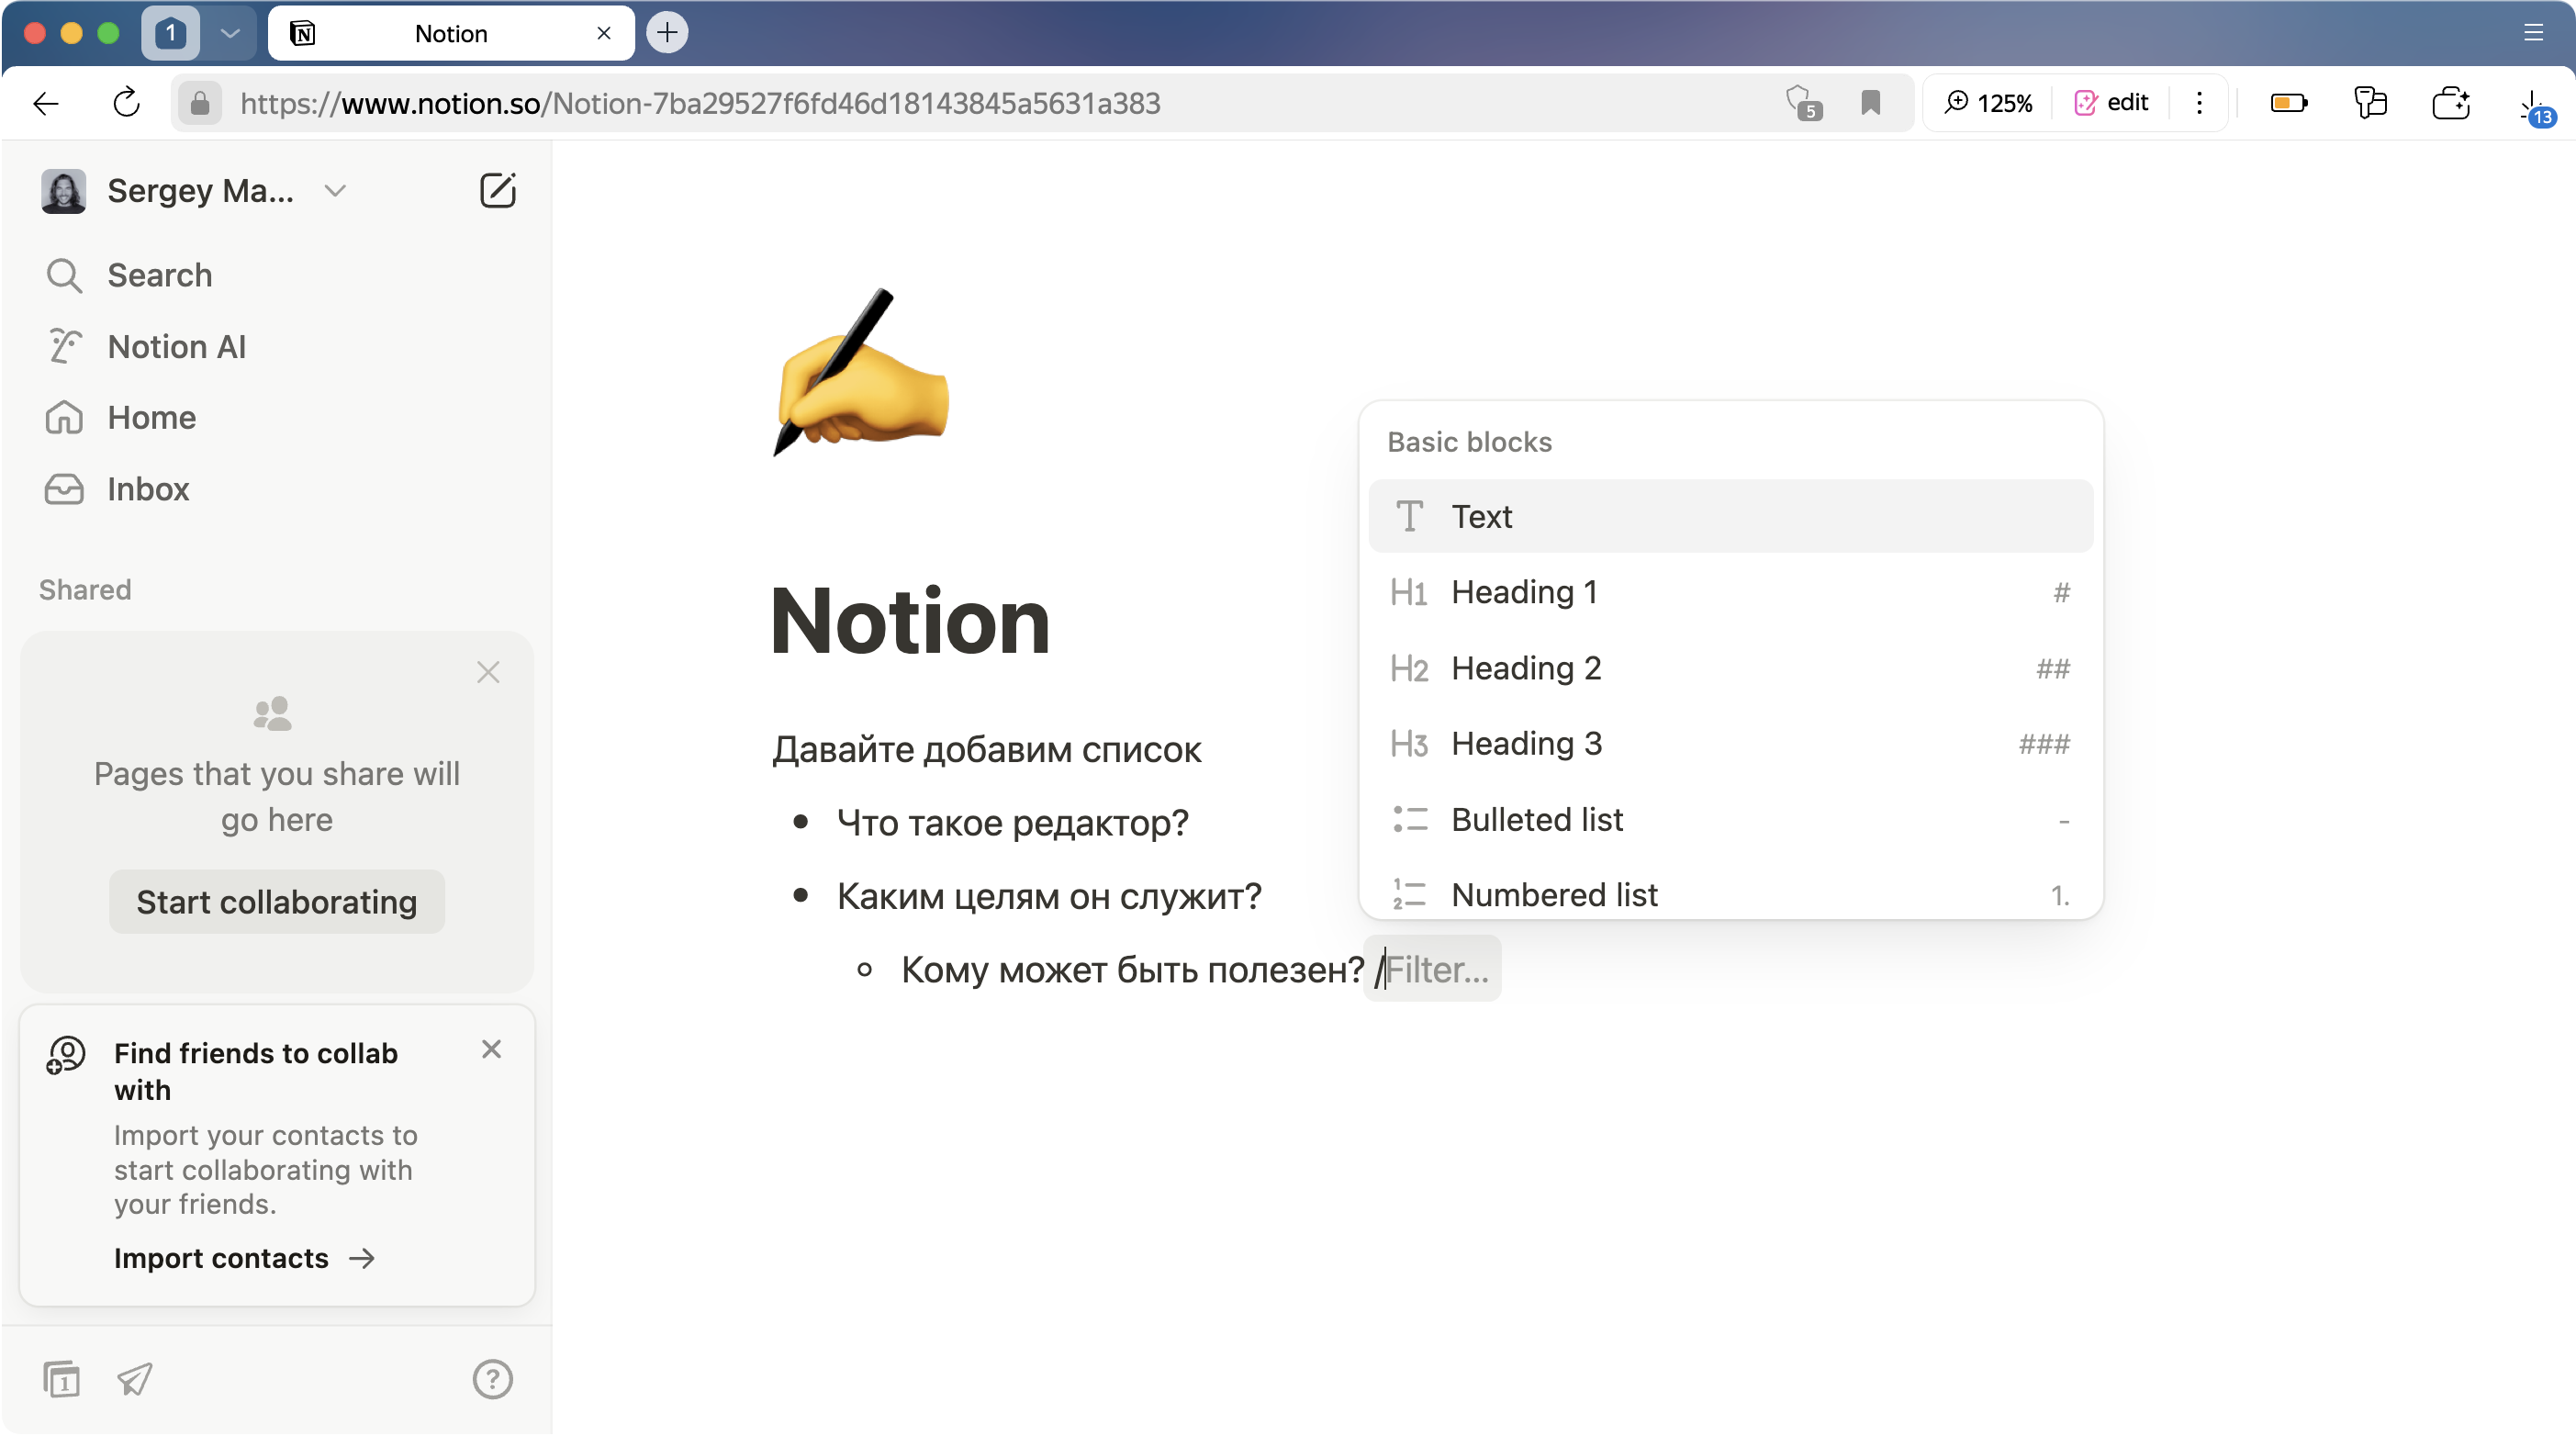 1
Notion
https://www.notion.so/Notion-7ba29527f6fd46d18143845a5631a383
5
125%
edit
13
Sergey Ma...
Search
Notion AI
Home
Inbox
Shared
Pages that you share will
go here
Start collaborating
Find friends to collab
with
Import your contacts to
start collaborating with
your friends.
Import contacts →
1
?
Notion
Давайте добавим список
• Что такое редактор?
• Каким целям он служит?
◦ Кому может быть полезен? /Filter...
Basic blocks
Text
H1 Heading 1 #
H2 Heading 2 ##
H3 Heading 3 ###
Bulleted list -
Numbered list 1.